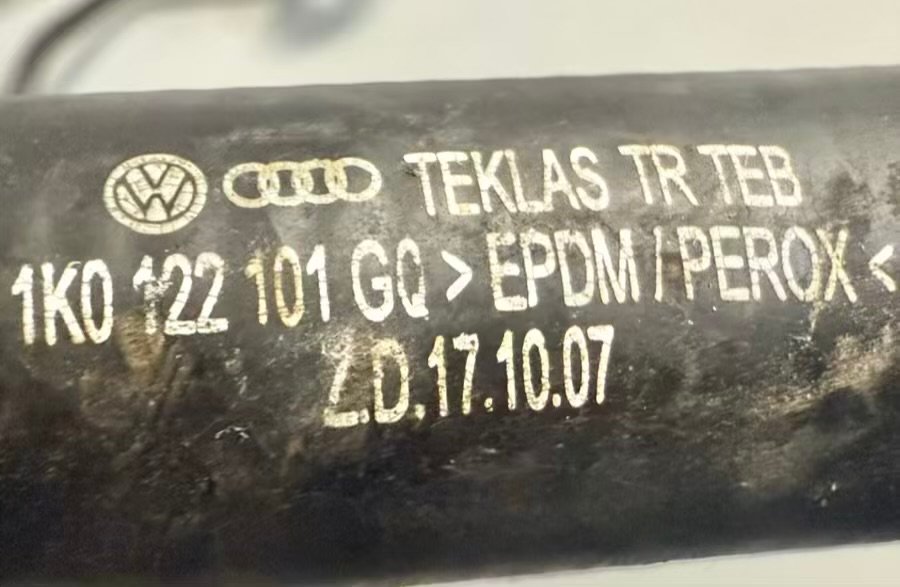 TEKLAS TR TEB
1K0 122 101 GQ > EPDM / PEROX <
Z.D.17.10.07